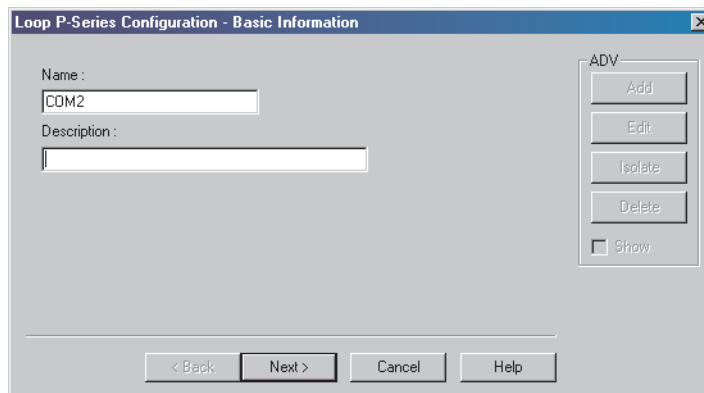 Loop P-Series Configuration - Basic Information
Name :
COM2
Description :
ADV
Add
Edit
Isolate
Delete
Show
< Back Next > Cancel Help